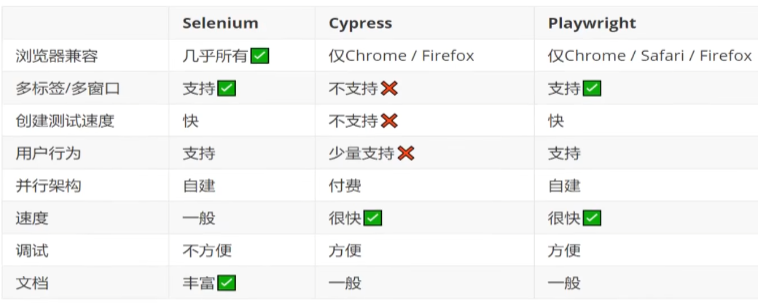 Selenium Cypress Playwright
浏览器兼容 几乎所有✅ 仅Chrome / Firefox 仅Chrome / Safari / Firefox
多标签/多窗口 支持✅ 不支持❌ 支持✅
创建测试速度 快 不支持❌ 快
用户行为 支持 少量支持❌ 支持
并行架构 自建 付费 自建
速度 一般 很快✅ 很快✅
调试 不方便 方便 方便
文档 丰富✅ 一般 一般